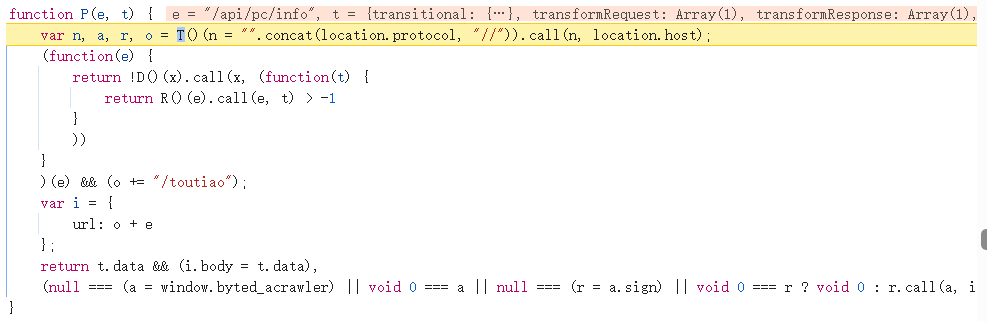 function P(e, t) { e = "/api/pc/info", t = {transitional: {…}, transformRequest: Array(1), transformResponse: Array(1),
var n, a, r, o = T()(n = "".concat(location.protocol, "//")).call(n, location.host);
(function(e) {
return !D()(x).call(x, (function(t) {
return R()(e).call(e, t) > -1
}
))
}
)(e) && (o += "/toutiao");
var i = {
url: o + e
};
return t.data && (i.body = t.data),
(null === (a = window.byted_acrawler) || void 0 === a || null === (r = a.sign) || void 0 === r ? void 0 : r.call(a, i
}